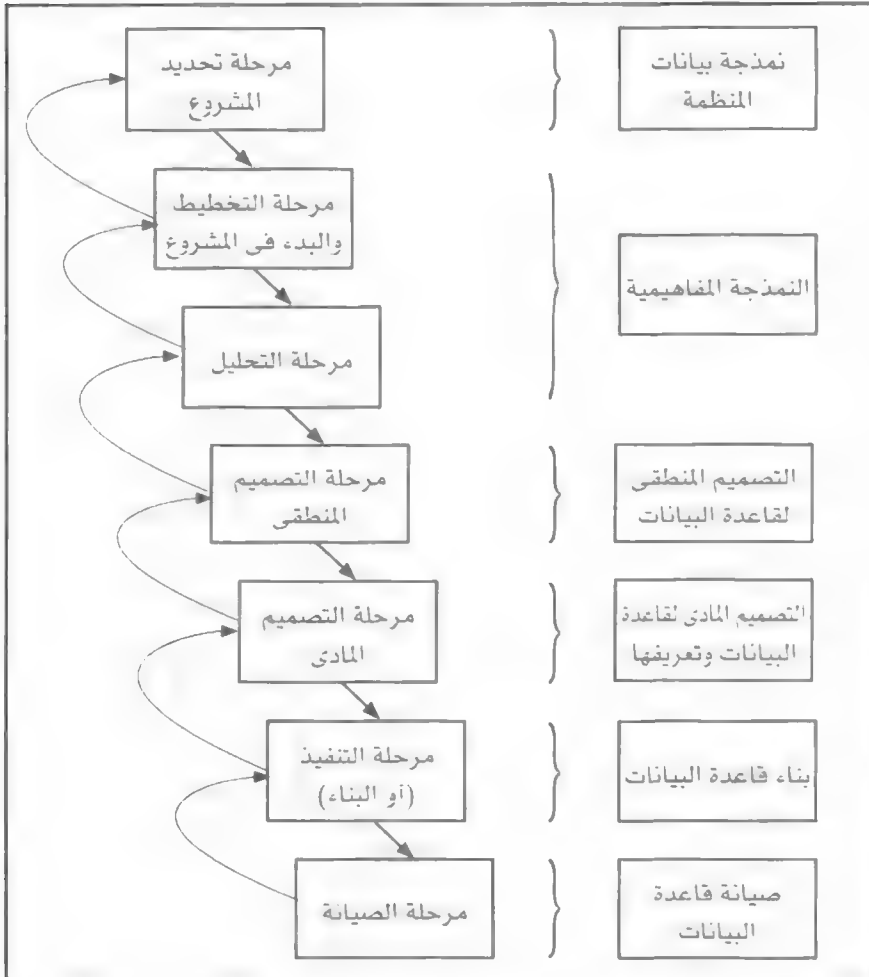 مرحلة تحديد
المشروع
نمذجة بيانات
المنظمة
مرحلة التخطيط
والبدء فى المشروع
النمذجة المفاهيمية
مرحلة التحليل
مرحلة التصميم
المنطقى
التصميم المنطقى
لقاعدة البيانات
مرحلة التصميم
المادى
التصميم المادى لقاعدة
البيانات وتعريفها
مرحلة التنفيذ
(أو البناء)
بناء قاعدة البيانات
مرحلة الصيانة
صيانة قاعدة
البيانات